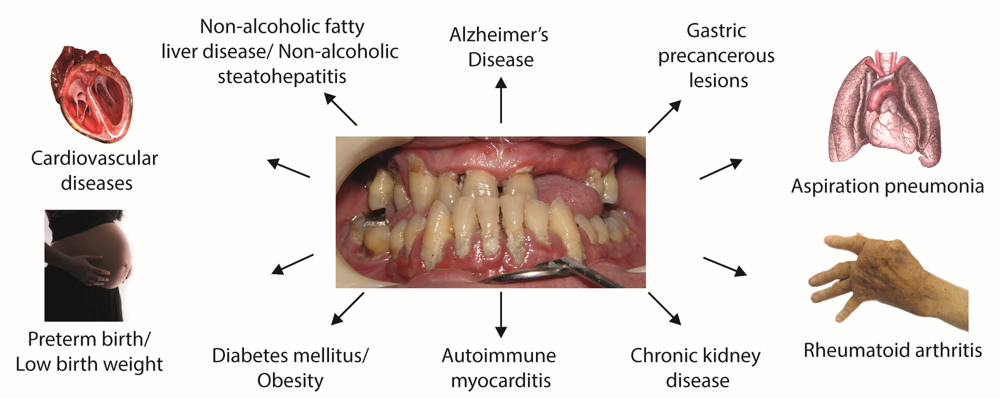 Non-alcoholic fatty
liver disease/ Non-alcoholic
steatohepatitis
Alzheimer’s
Disease
Gastric
precancerous
lesions
Cardiovascular
diseases
Aspiration pneumonia
Preterm birth/
Low birth weight
Diabetes mellitus/
Obesity
Autoimmune
myocarditis
Chronic kidney
disease
Rheumatoid arthritis